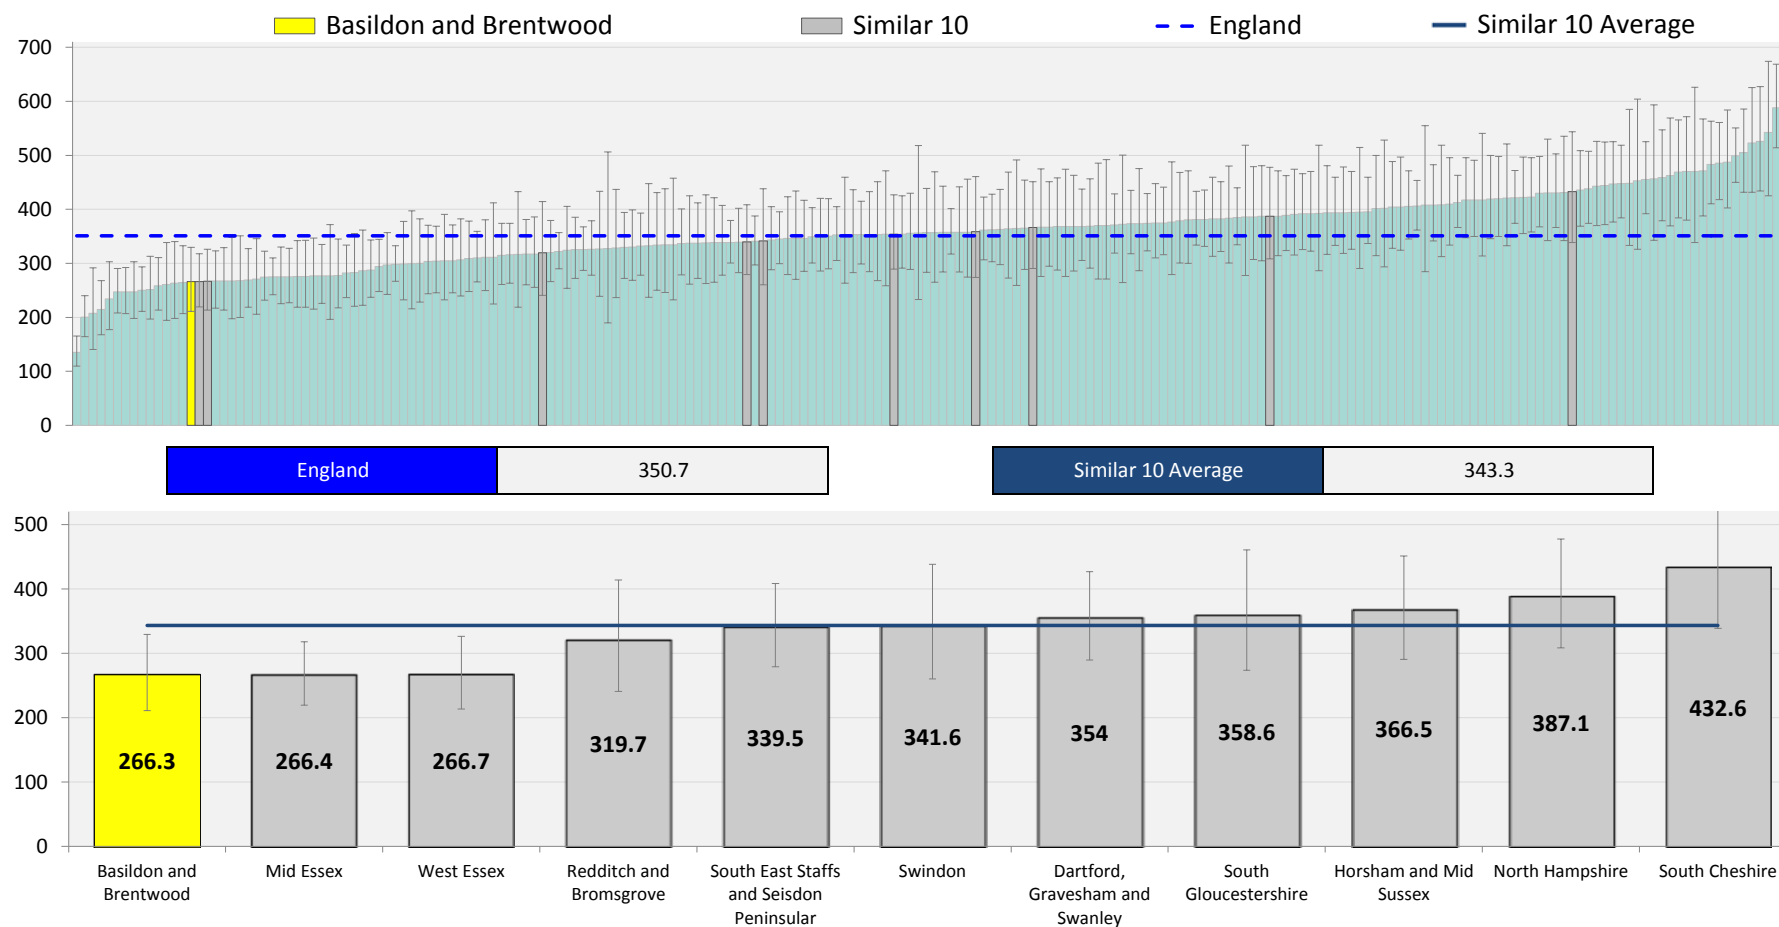 Basildon and Brentwood Similar 10 England Similar 10 Average
700
600
500
400
300
200
100
0
England 350.7 Similar 10 Average 343.3
500
400
300
200
100
0
266.3 266.4 266.7 319.7 339.5 341.6 354 358.6 366.5 387.1 432.6
Basildon and
Brentwood
Mid Essex
West Essex
Redditch and
Bromsgrove
South East Staffs
and Seisdon
Peninsular
Swindon
Dartford,
Gravesham and
Swanley
South
Gloucestershire
Horsham and Mid
Sussex
North Hampshire
South Cheshire